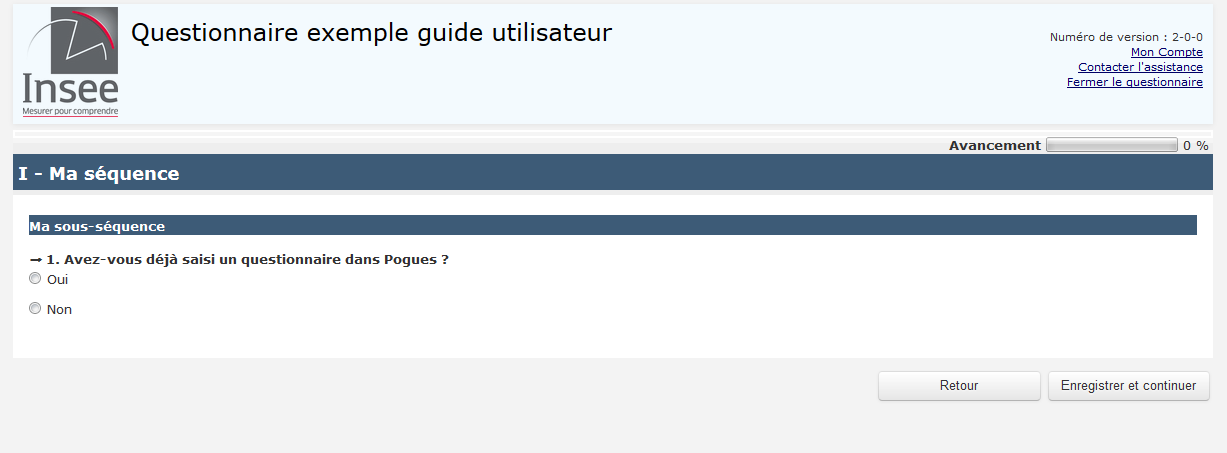 Questionnaire exemple guide utilisateur
Insee
Mesurer pour comprendre
Numéro de version : 2-0-0
Mon Compte
Contacter l'assistance
Fermer le questionnaire
Avancement 0 %
I - Ma séquence
Ma sous-séquence
➞ 1. Avez-vous déjà saisi un questionnaire dans Pogues ?
Oui
Non
Retour Enregistrer et continuer